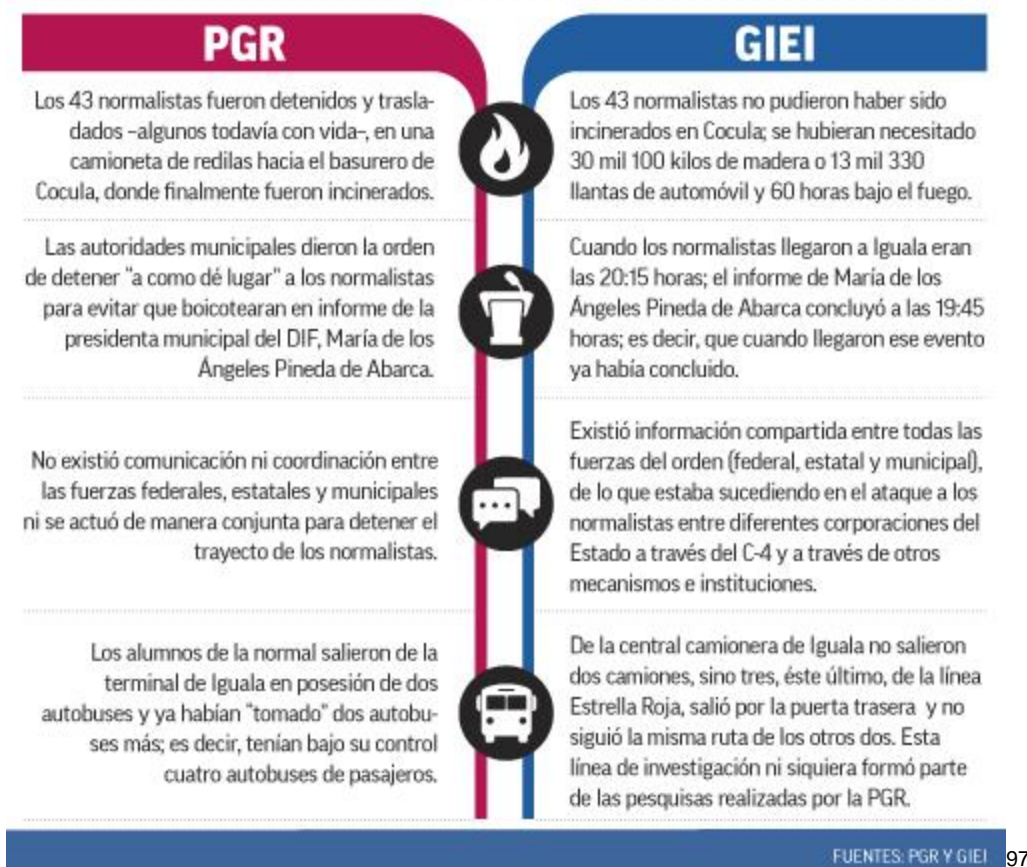 PGR
Los 43 normalistas fueron detenidos y trasla-
dados –algunos todavía con vida–, en una
camioneta de redilas hacia el basurero de
Cocula, donde finalmente fueron incinerados.
GIEI
Los 43 normalistas no pudieron haber sido
incinerados en Cocula; se hubieran necesitado
30 mil 100 kilos de madera o 13 mil 330
llantas de automóvil y 60 horas bajo el fuego.
Las autoridades municipales dieron la orden
de detener "a como dé lugar" a los normalistas
para evitar que boicotearan en informe de la
presidenta municipal del DIF, María de los
Ángeles Pineda de Abarca.
Cuando los normalistas llegaron a Iguala eran
las 20:15 horas; el informe de María de los
Ángeles Pineda de Abarca concluyó a las 19:45
horas; es decir, que cuando llegaron ese evento
ya había concluido.
No existió comunicación ni coordinación entre
las fuerzas federales, estatales y municipales
ni se actuó de manera conjunta para detener el
trayecto de los normalistas.
Existió información compartida entre todas las
fuerzas del orden (federal, estatal y municipal),
de lo que estaba sucediendo en el ataque a los
normalistas entre diferentes corporaciones del
Estado a través del C-4 y a través de otros
mecanismos e instituciones.
Los alumnos de la normal salieron de la
terminal de Iguala en posesión de dos
autobuses y ya habían "tomado" dos autobu-
ses más; es decir, tenían bajo su control
cuatro autobuses de pasajeros.
De la central camionera de Iguala no salieron
dos camiones, sino tres, éste último, de la línea
Estrella Roja, salió por la puerta trasera y no
siguió la misma ruta de los otros dos. Esta
línea de investigación ni siquiera formó parte
de las pesquisas realizadas por la PGR.
FUENTES: PGR Y GIEI
97